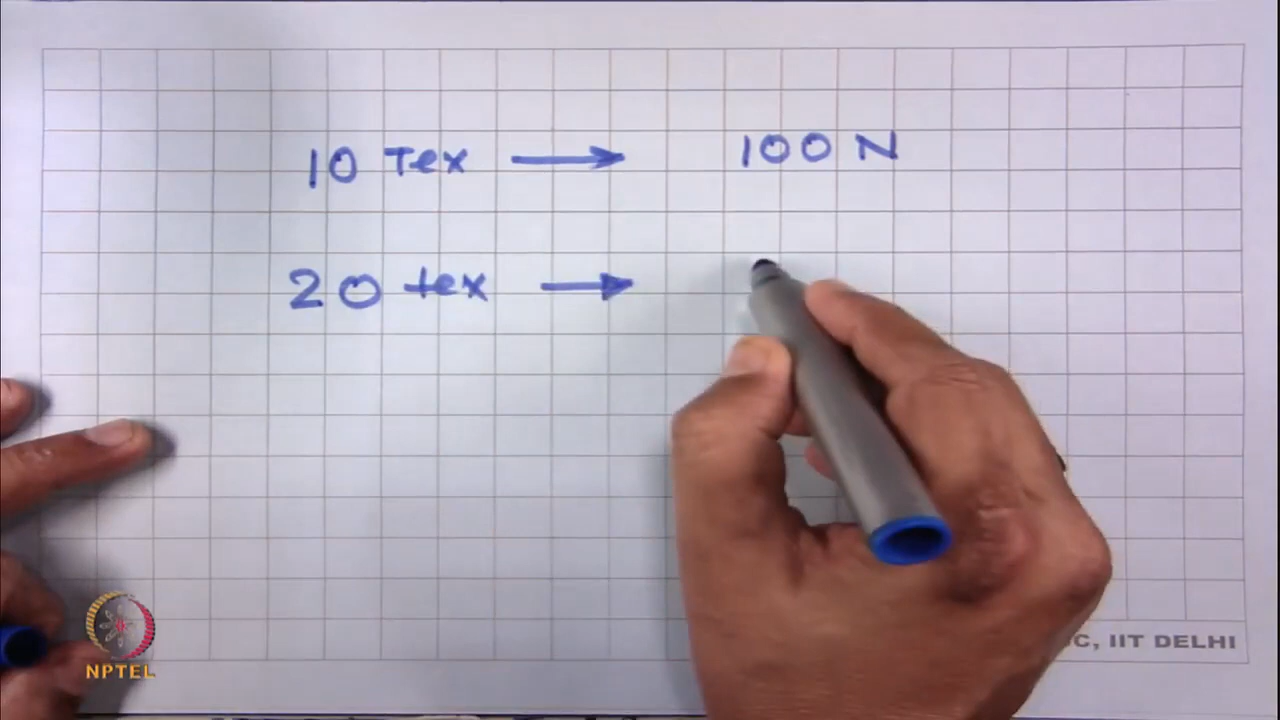 10 Tex → 100 N
20 tex →
NPTEL
C, IIT DELHI